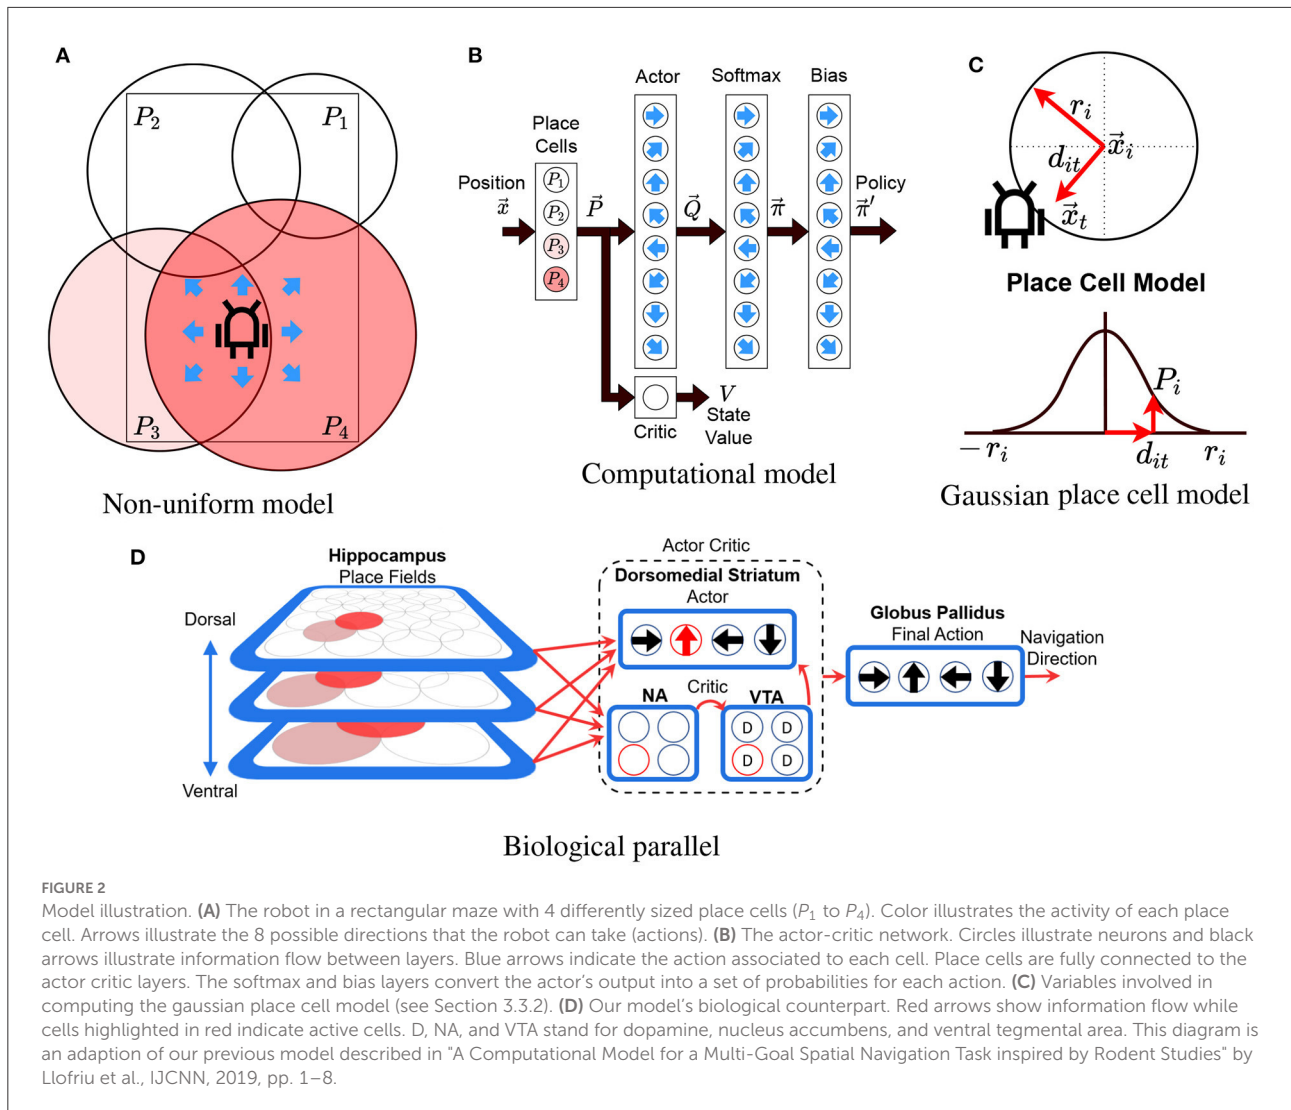 A
P2
P1
P3
P4
Non-uniform model
B
Actor
Softmax
Bias
Place
Cells
Position
x⃗
P1
P2
P3
P4
P⃗
Q⃗
π⃗
Policy
π⃗′
V
State
Value
Critic
Computational model
C
ri
x⃗i
dit
x⃗t
Place Cell Model
Pi
−ri
dit
ri
Gaussian place cell model
D
Hippocampus
Place Fields
Dorsal
Ventral
Actor Critic
Dorsomedial Striatum
Actor
NA
Critic
VTA
D D
D D
Globus Pallidus
Final Action
Navigation
Direction
Biological parallel
FIGURE 2
Model illustration. (A) The robot in a rectangular maze with 4 differently sized place cells (P1 to P4). Color illustrates the activity of each place
cell. Arrows illustrate the 8 possible directions that the robot can take (actions). (B) The actor-critic network. Circles illustrate neurons and black
arrows illustrate information flow between layers. Blue arrows indicate the action associated to each cell. Place cells are fully connected to the
actor critic layers. The softmax and bias layers convert the actor's output into a set of probabilities for each action. (C) Variables involved in
computing the gaussian place cell model (see Section 3.3.2). (D) Our model's biological counterpart. Red arrows show information flow while
cells highlighted in red indicate active cells. D, NA, and VTA stand for dopamine, nucleus accumbens, and ventral tegmental area. This diagram is
an adaption of our previous model described in "A Computational Model for a Multi-Goal Spatial Navigation Task inspired by Rodent Studies" by
Llofriu et al., IJCNN, 2019, pp. 1–8.